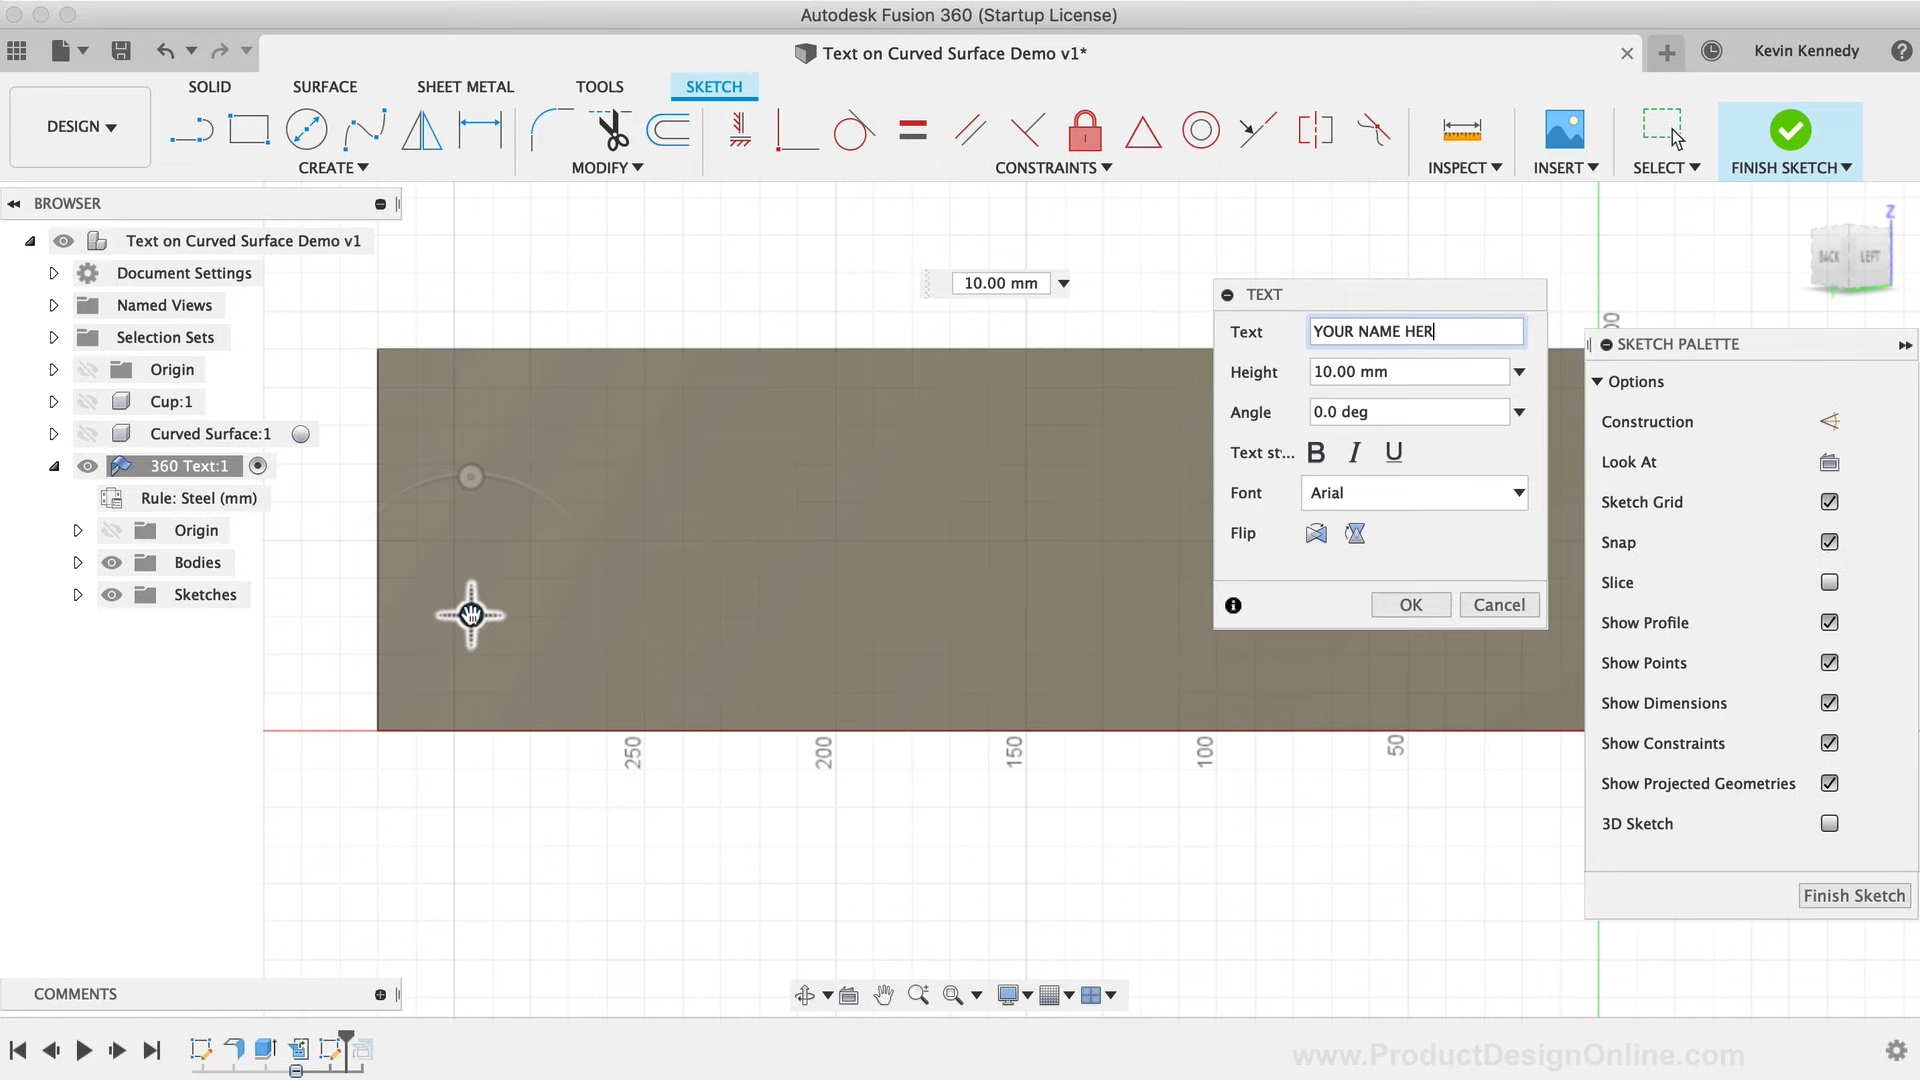 Autodesk Fusion 360 (Startup License)
Text on Curved Surface Demo v1*
Kevin Kennedy
SOLID SURFACE SHEET METAL TOOLS SKETCH
DESIGN
CREATE MODIFY CONSTRAINTS INSPECT INSERT SELECT FINISH SKETCH
BROWSER
Text on Curved Surface Demo v1
Document Settings
Named Views
Selection Sets
Origin
Cup:1
Curved Surface:1
360 Text:1
Rule: Steel (mm)
Origin
Bodies
Sketches
10.00 mm
TEXT
Text YOUR NAME HER
Height 10.00 mm
Angle 0.0 deg
Text st...
B I U
Font Arial
Flip
OK Cancel
BACK LEFT
Z
SKETCH PALETTE
Options
Construction
Look At
Sketch Grid
Snap
Slice
Show Profile
Show Points
Show Dimensions
Show Constraints
Show Projected Geometries
3D Sketch
Finish Sketch
250 200 150 100 50
COMMENTS
www.ProductDesignOnline.com